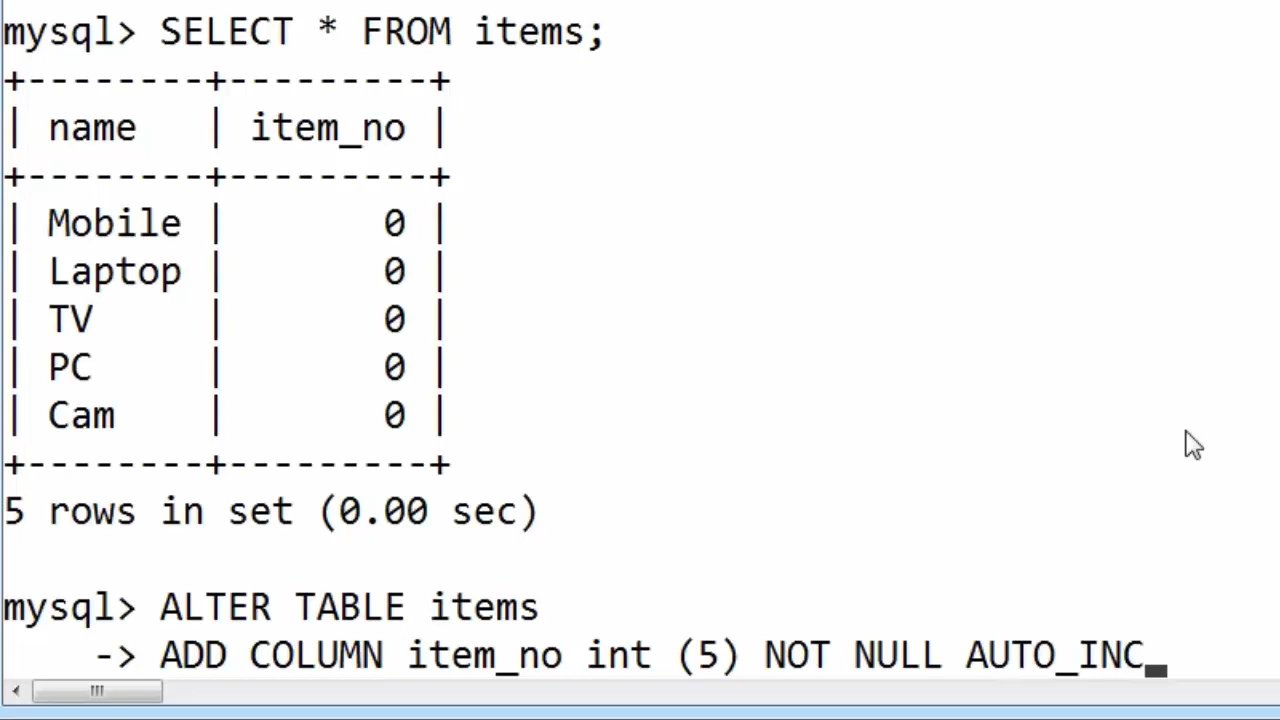 mysql> SELECT * FROM items;
+--------+---------+
| name   | item_no |
+--------+---------+
| Mobile |       0 |
| Laptop |       0 |
| TV     |       0 |
| PC     |       0 |
| Cam    |       0 |
+--------+---------+
5 rows in set (0.00 sec)
mysql> ALTER TABLE items
    -> ADD COLUMN item_no int (5) NOT NULL AUTO_INC